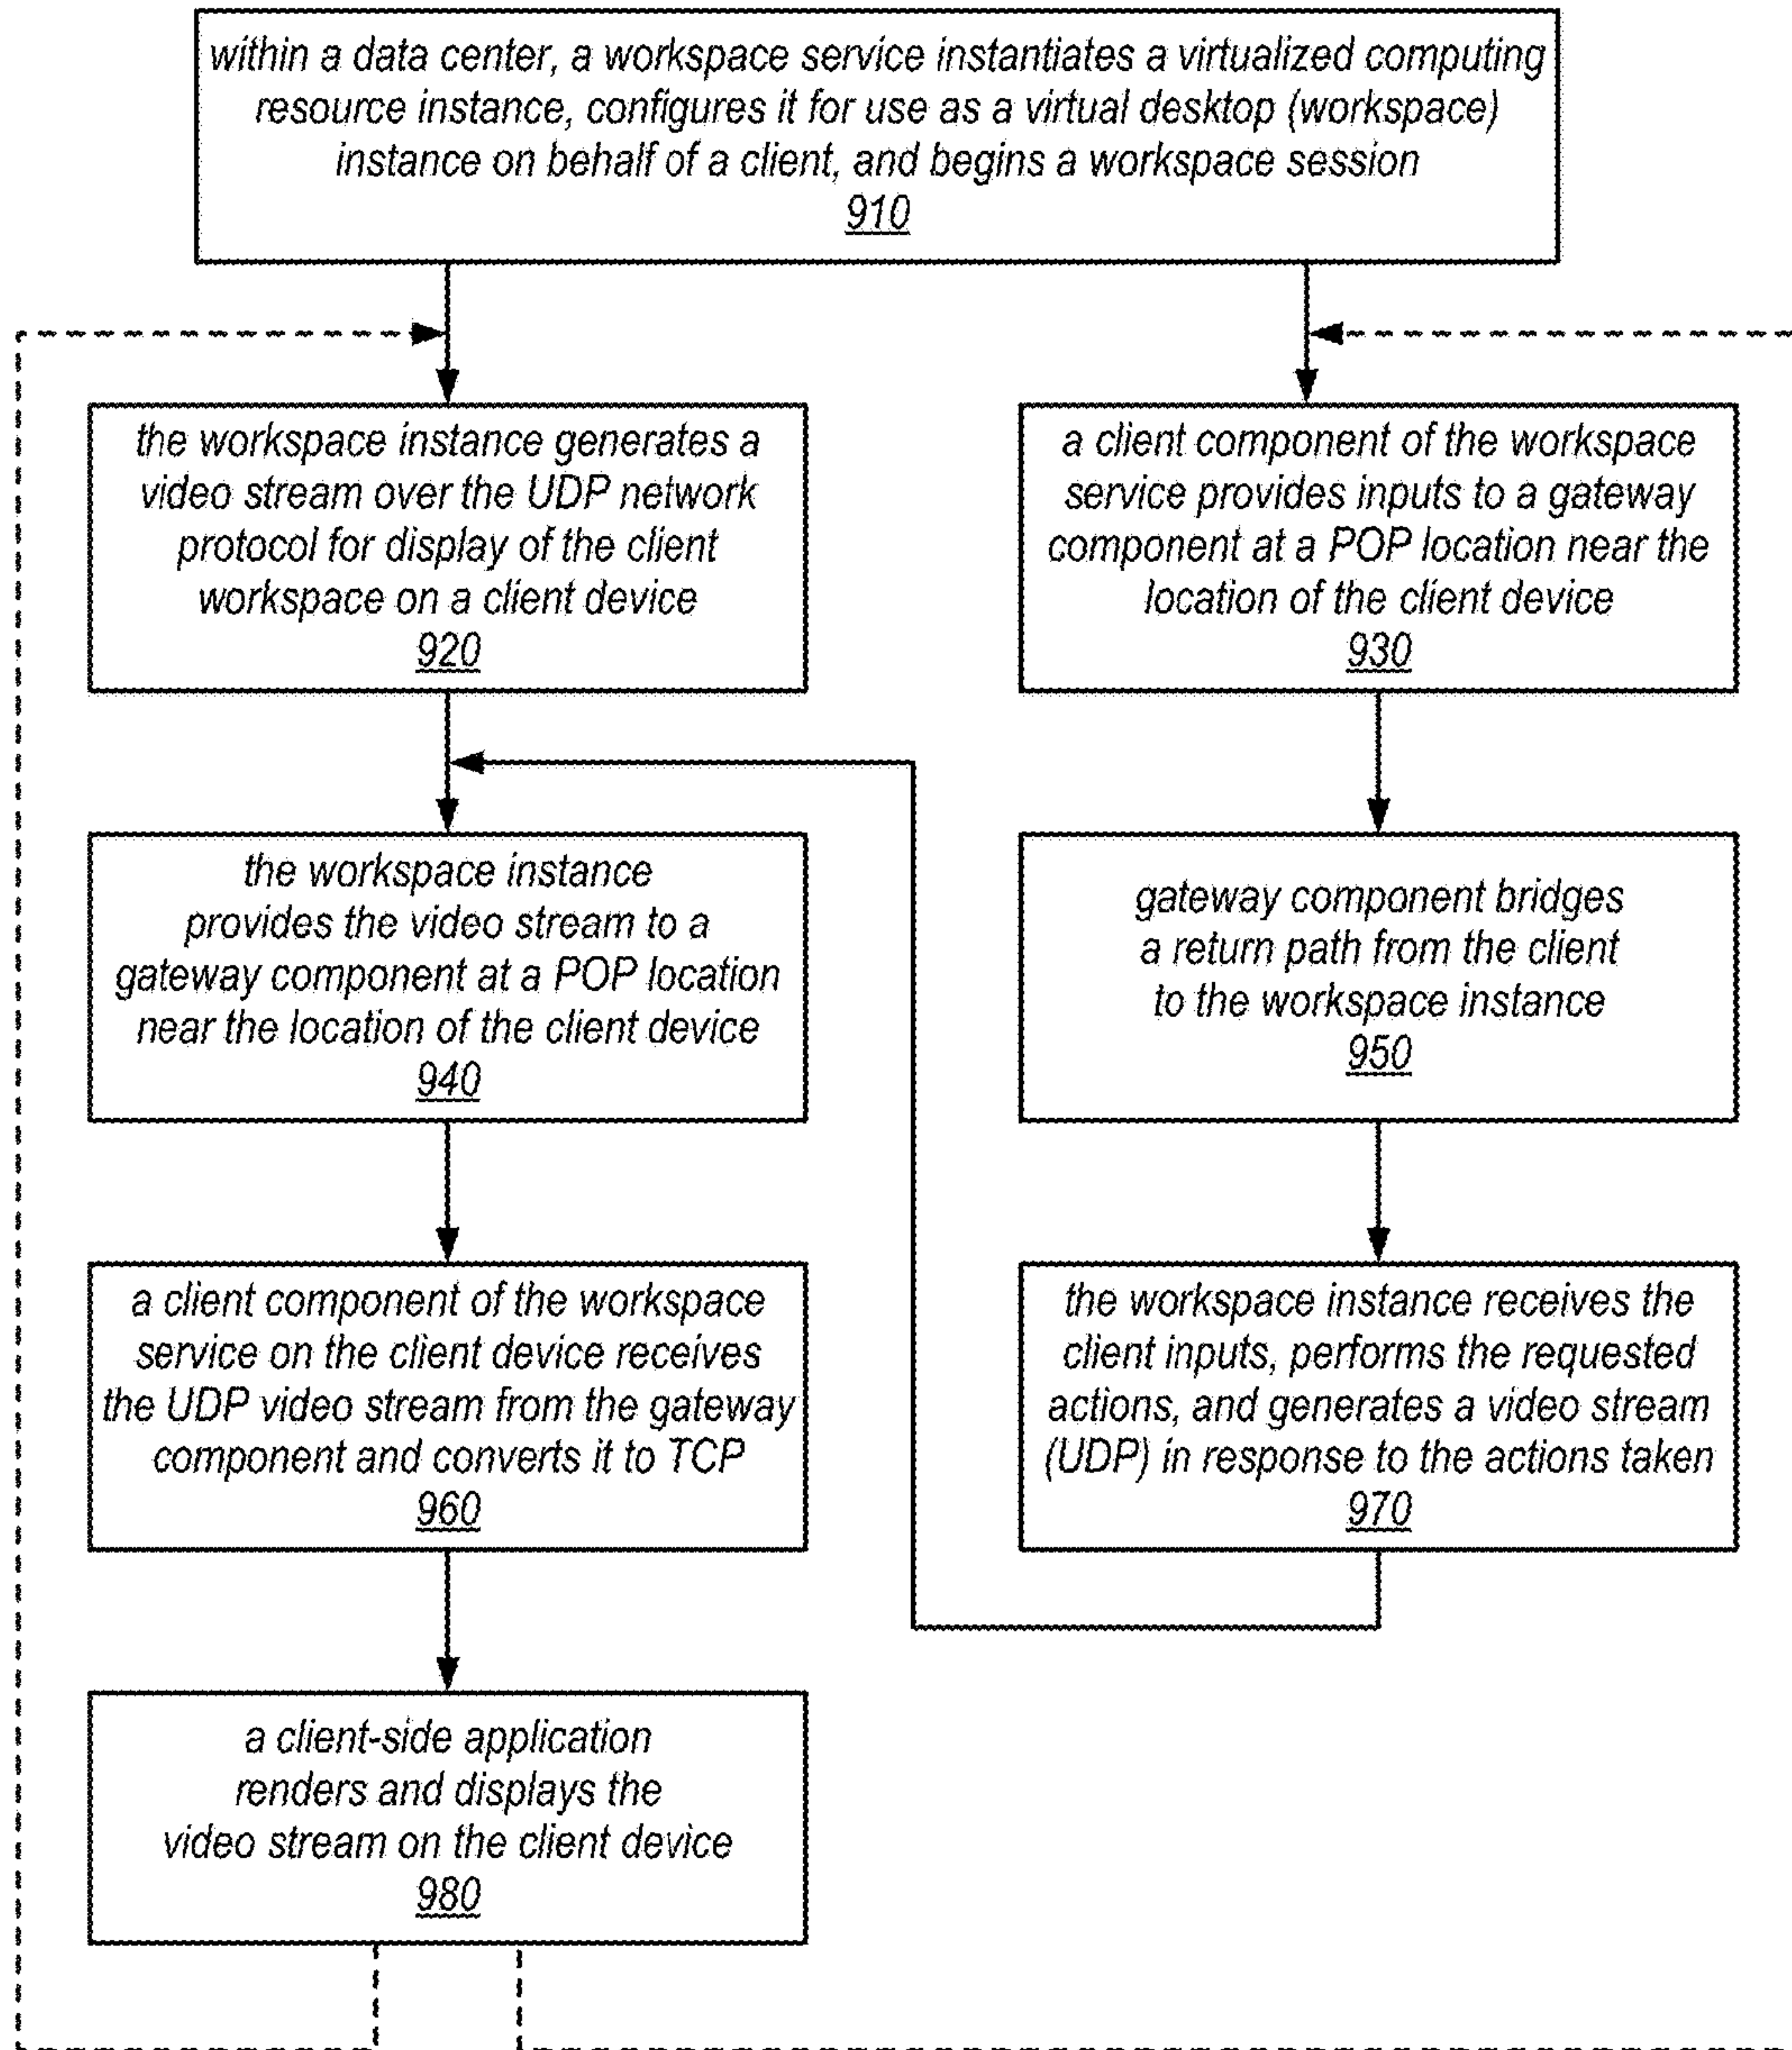 within a data center, a workspace service instantiates a virtualized computing
resource instance, configures it for use as a virtual desktop (workspace)
instance on behalf of a client, and begins a workspace session
910
the workspace instance generates a
video stream over the UDP network
protocol for display of the client
workspace on a client device
920
a client component of the workspace
service provides inputs to a gateway
component at a POP location near the
location of the client device
930
the workspace instance
provides the video stream to a
gateway component at a POP location
near the location of the client device
940
gateway component bridges
a return path from the client
to the workspace instance
950
a client component of the workspace
service on the client device receives
the UDP video stream from the gateway
component and converts it to TCP
960
the workspace instance receives the
client inputs, performs the requested
actions, and generates a video stream
(UDP) in response to the actions taken
970
a client-side application
renders and displays the
video stream on the client device
980